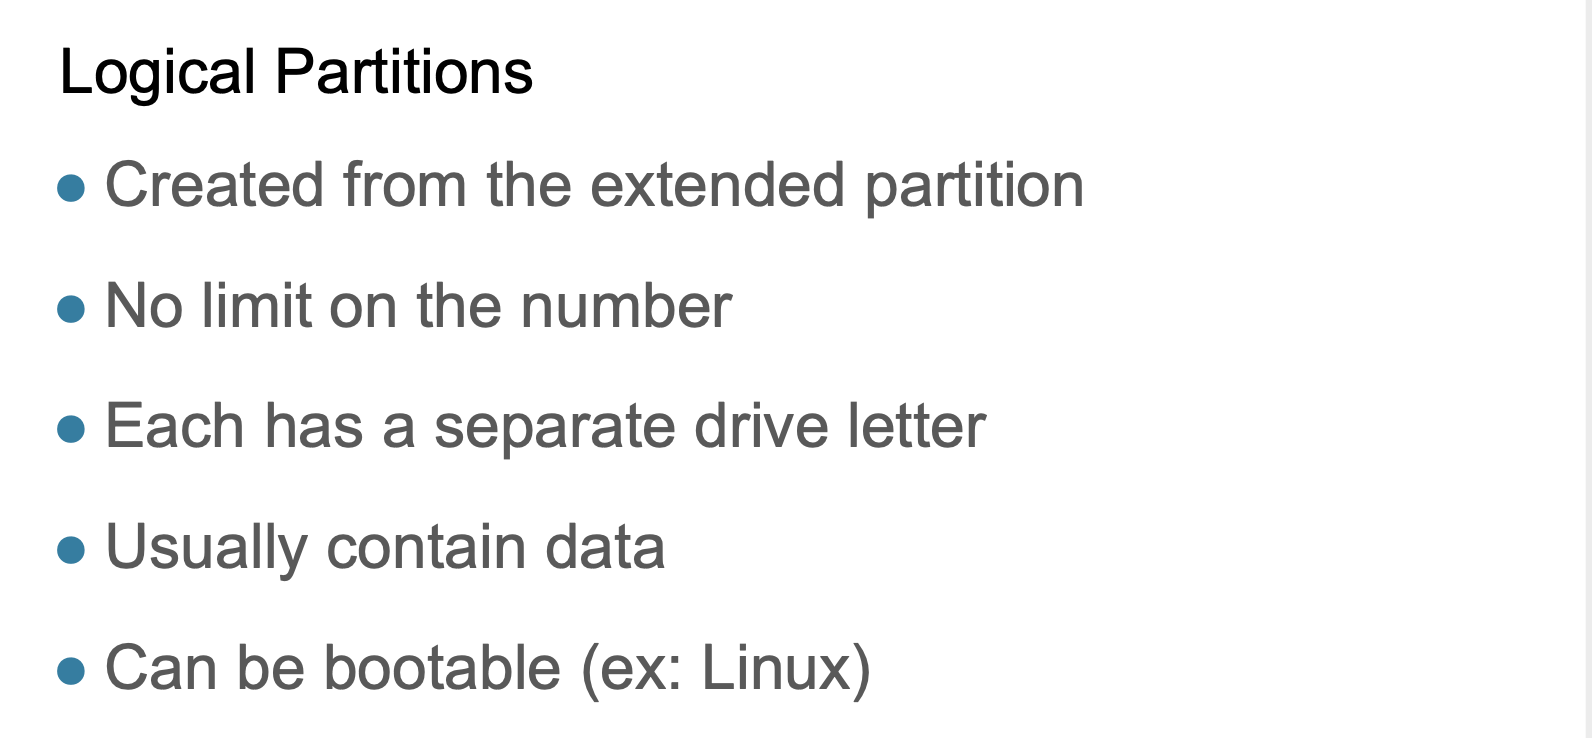 Logical Partitions
● Created from the extended partition
● No limit on the number
● Each has a separate drive letter
● Usually contain data
● Can be bootable (ex: Linux)